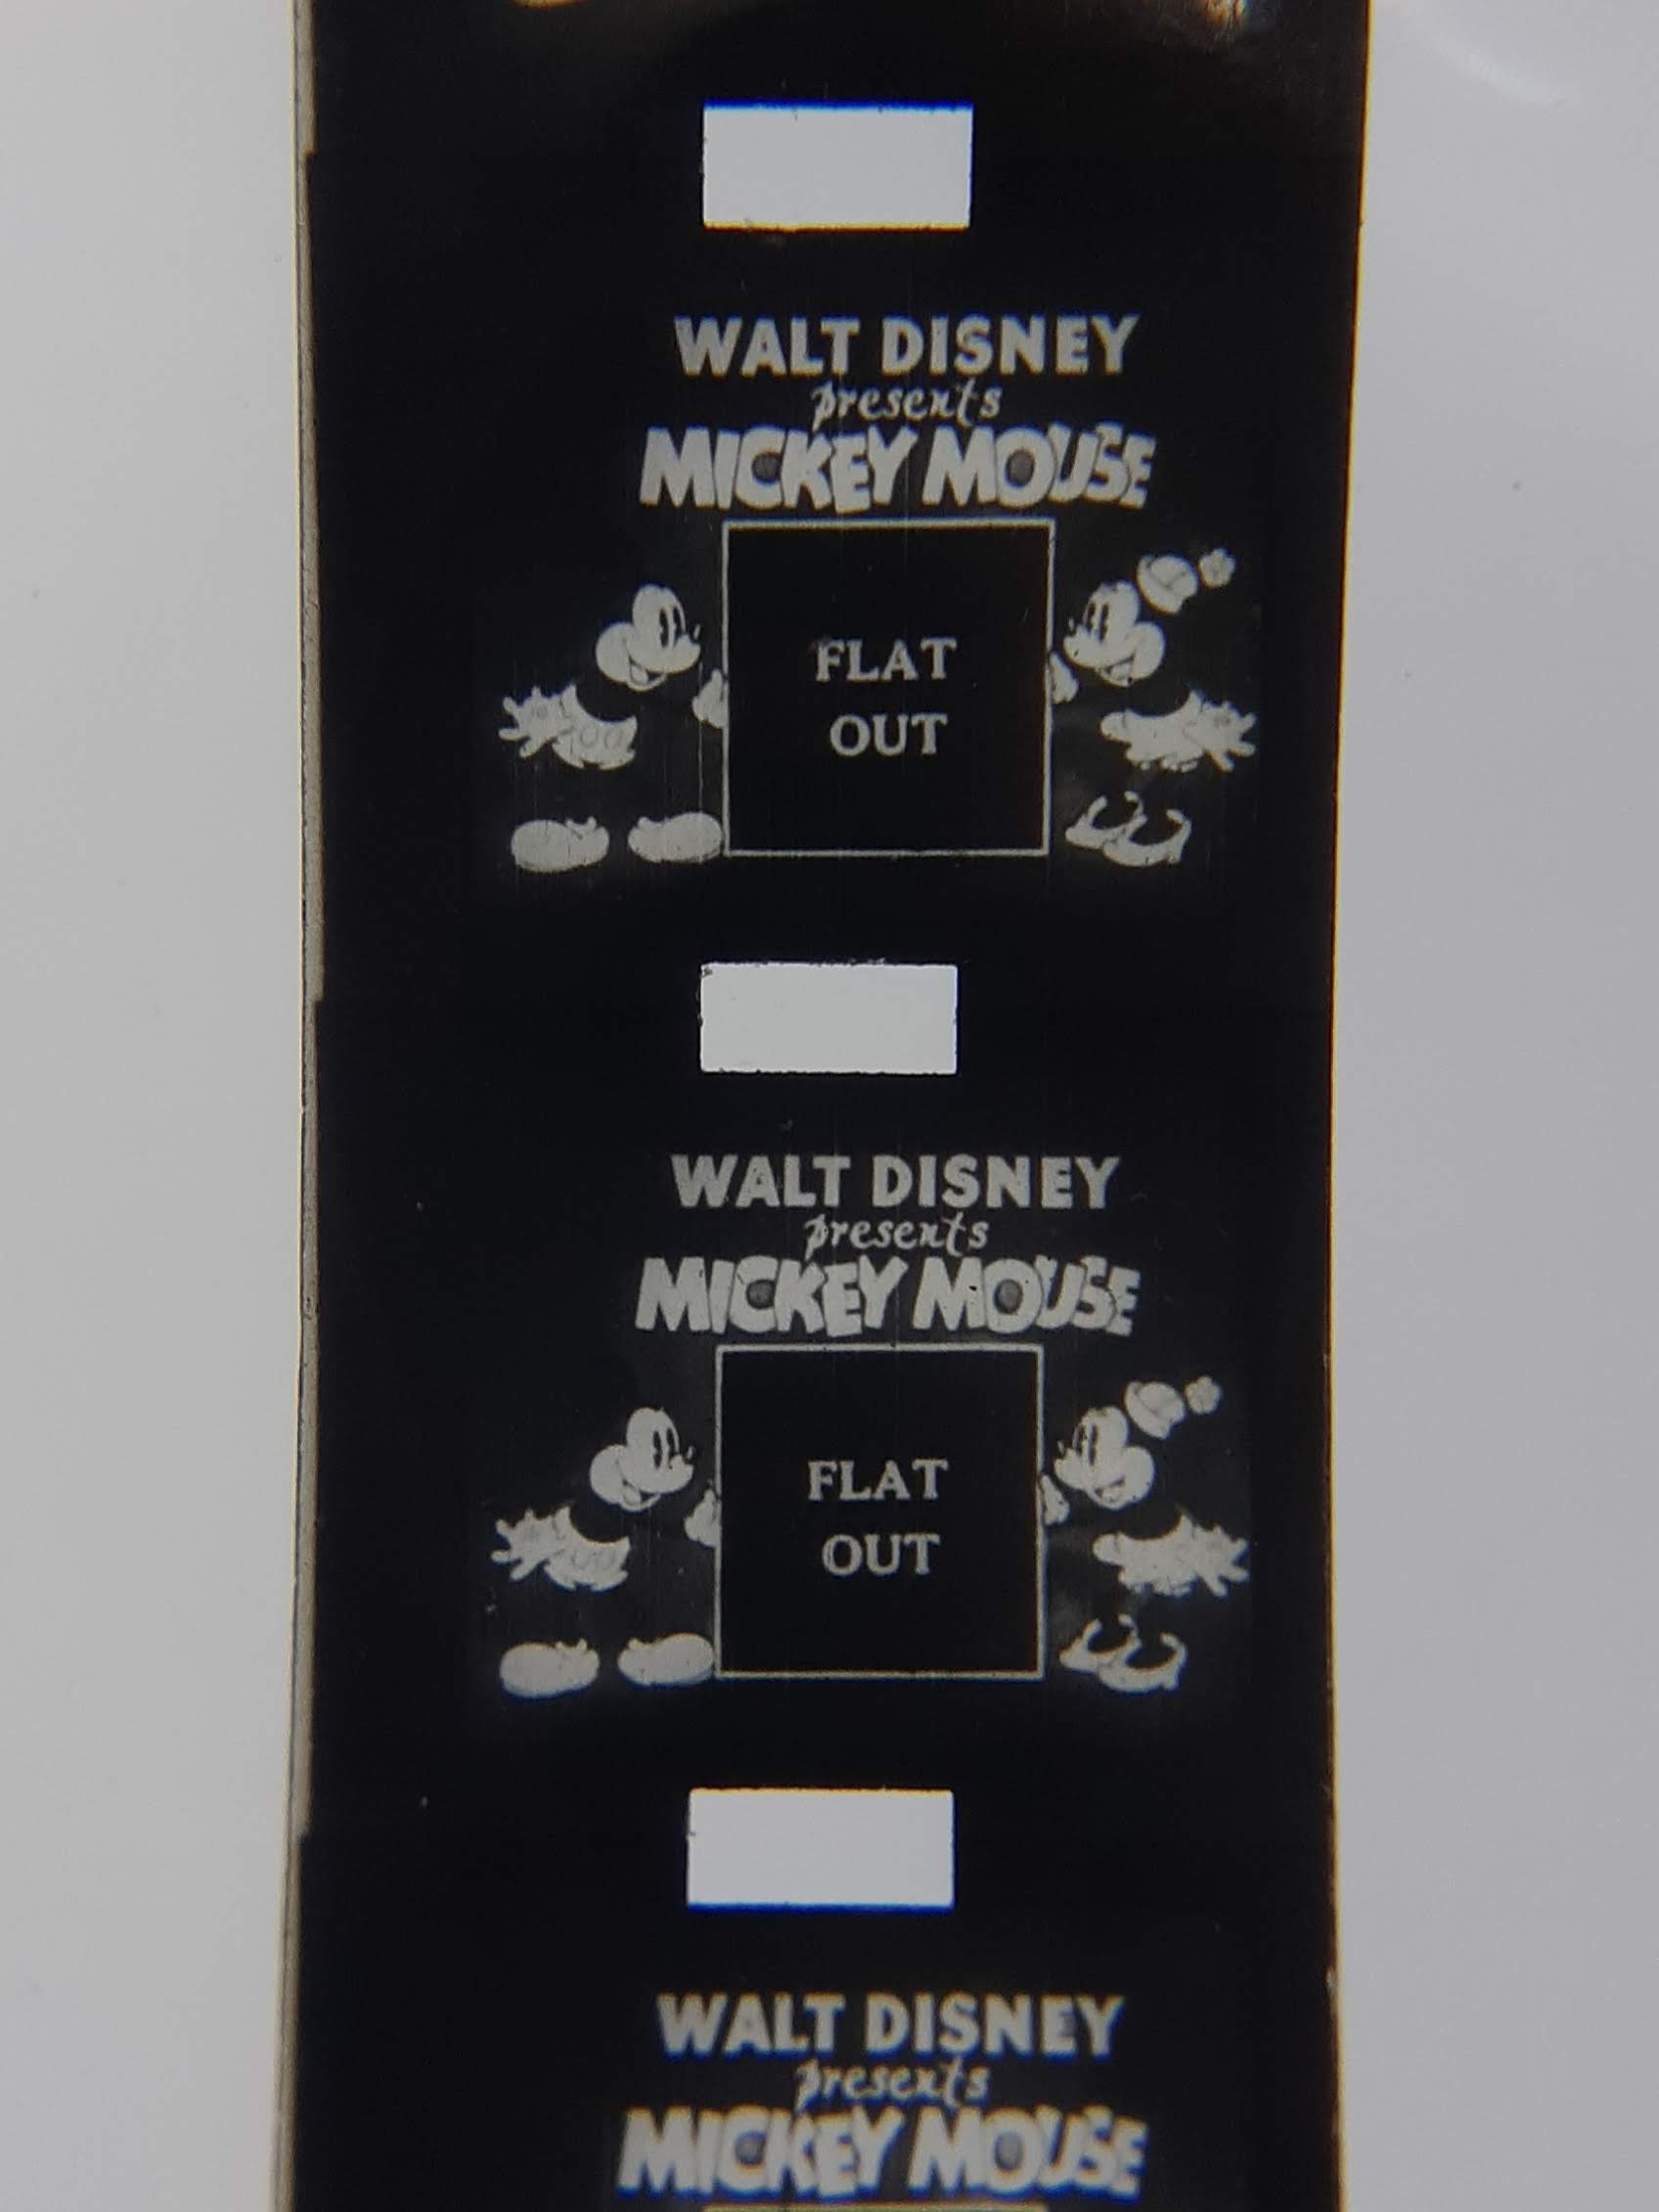 WALT DISNEY
presents
MICKEY MOUSE
FLAT
OUT
WALT DISNEY
presents
MICKEY MOUSE
FLAT
OUT
WALT DISNEY
presents
MICKEY MOUSE